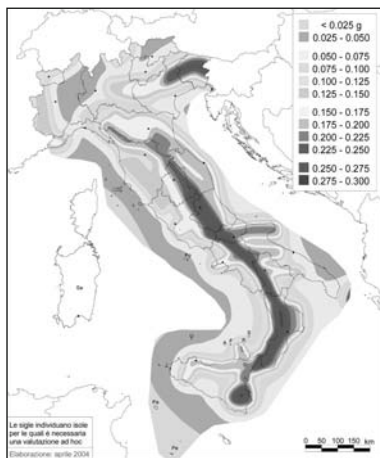 < 0.025 g
0.025 - 0.050
0.050 - 0.075
0.075 - 0.100
0.100 - 0.125
0.125 - 0.150
0.150 - 0.175
0.175 - 0.200
0.200 - 0.225
0.225 - 0.250
0.250 - 0.275
0.275 - 0.300
Le sigle individuano isole
per le quali è necessaria
una valutazione ad hoc
Elaborazione: aprile 2004
km
0 50 100 150